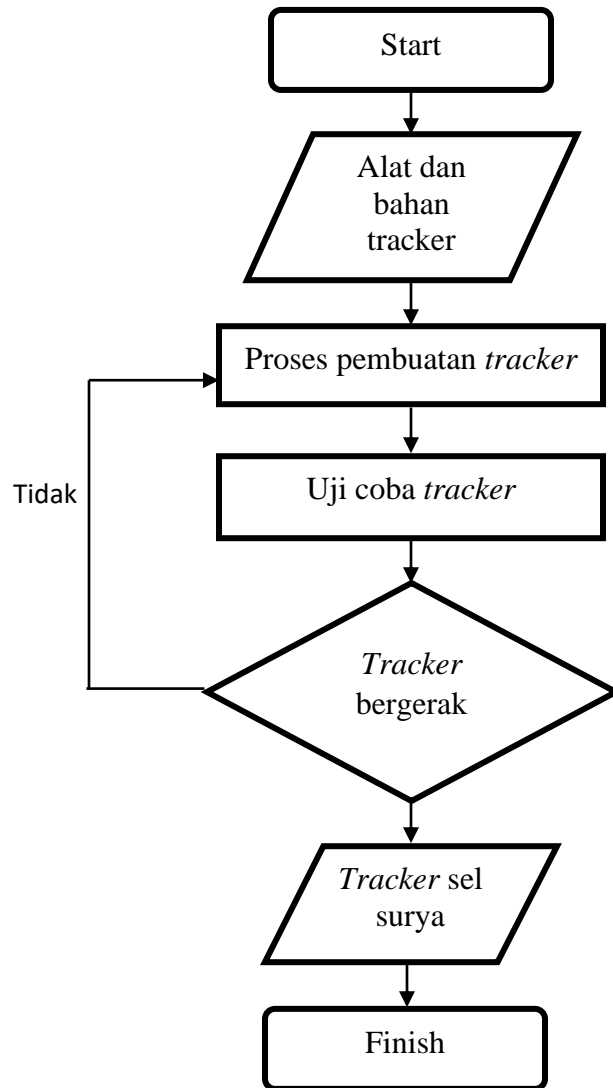 Start
Alat dan
bahan
tracker
Proses pembuatan tracker
Uji coba tracker
Tidak
Tracker
bergerak
Tracker sel
surya
Finish